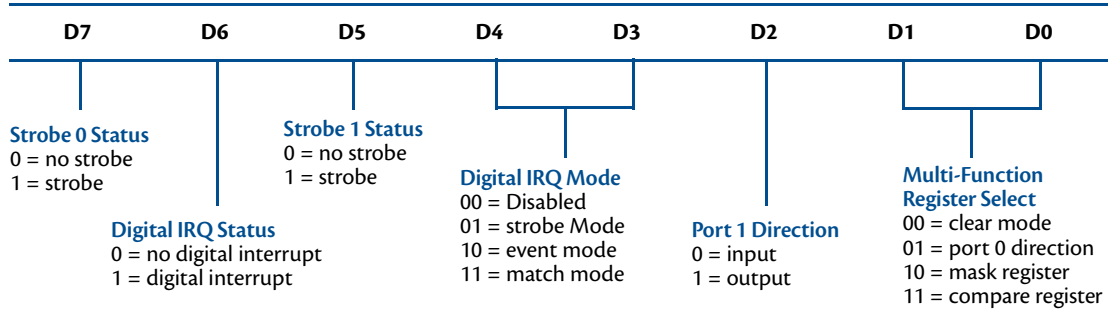 D7 D6 D5 D4 D3 D2 D1 D0
Strobe 0 Status
0 = no strobe
1 = strobe
Digital IRQ Status
0 = no digital interrupt
1 = digital interrupt
Strobe 1 Status
0 = no strobe
1 = strobe
Digital IRQ Mode
00 = Disabled
01 = strobe Mode
10 = event mode
11 = match mode
Port 1 Direction
0 = input
1 = output
Multi-Function
Register Select
00 = clear mode
01 = port 0 direction
10 = mask register
11 = compare register